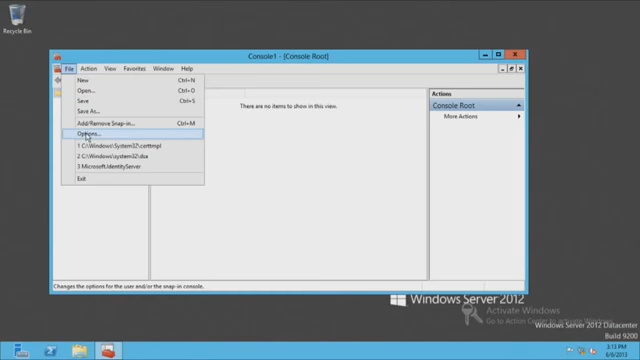 Recycle Bin
Console1 - [Console Root]
File Action View Favorites Window Help
New Ctrl+N
Open... Ctrl+O
Save Ctrl+S
Save As...
Add/Remove Snap-in... Ctrl+M
Options...
1 C:\Windows\System32\certtmpl
2 C:\Windows\system32\dsa
3 Microsoft.IdentityServer
Exit
There are no items to show in this view.
Actions
Console Root
More Actions
Changes the options for the user and/or the snap-in console.
Windows Server 2012
Activate Windows
Go to Action Center to activate Windows.
Windows Server 2012 Datacenter
Build 9200
3:13 PM
6/6/2013